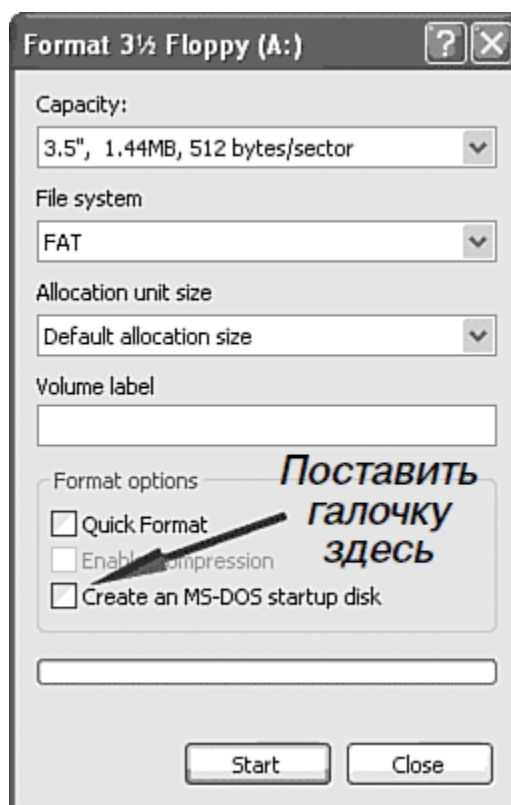 Format 3½ Floppy (A:)
Capacity:
3.5", 1.44MB, 512 bytes/sector
File system
FAT
Allocation unit size
Default allocation size
Volume label
Format options
Поставить
галочку
здесь
Quick Format
Enable compression
Create an MS-DOS startup disk
Start
Close